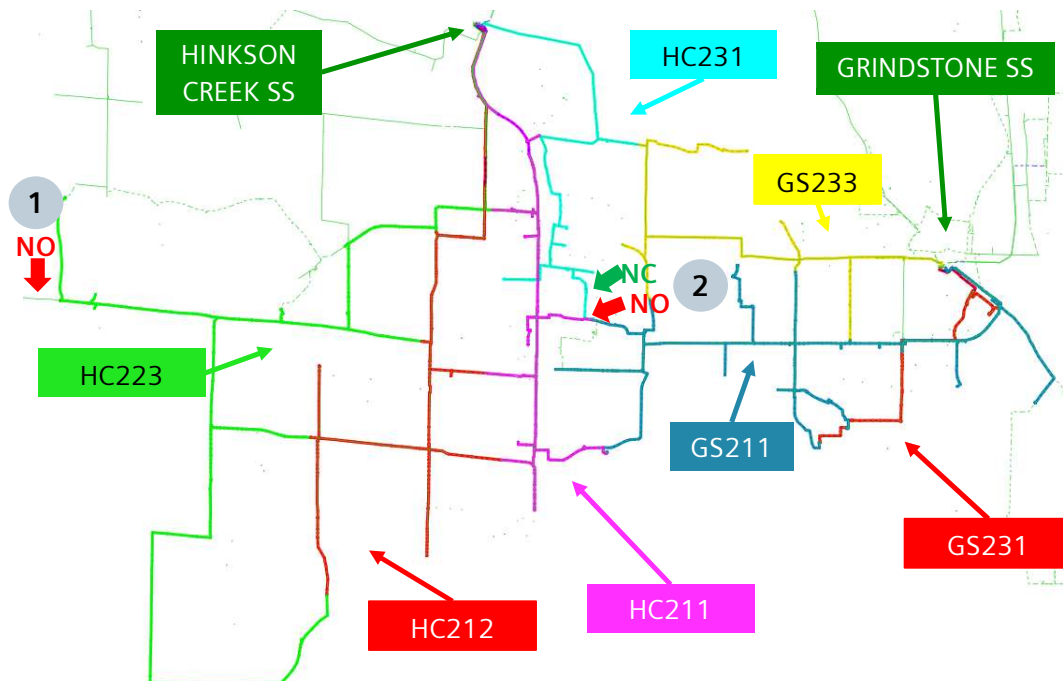 HINKSON
CREEK SS
HC231
GRINDSTONE SS
1
NO
GS233
NC
2
NO
HC223
GS211
GS231
HC211
HC212